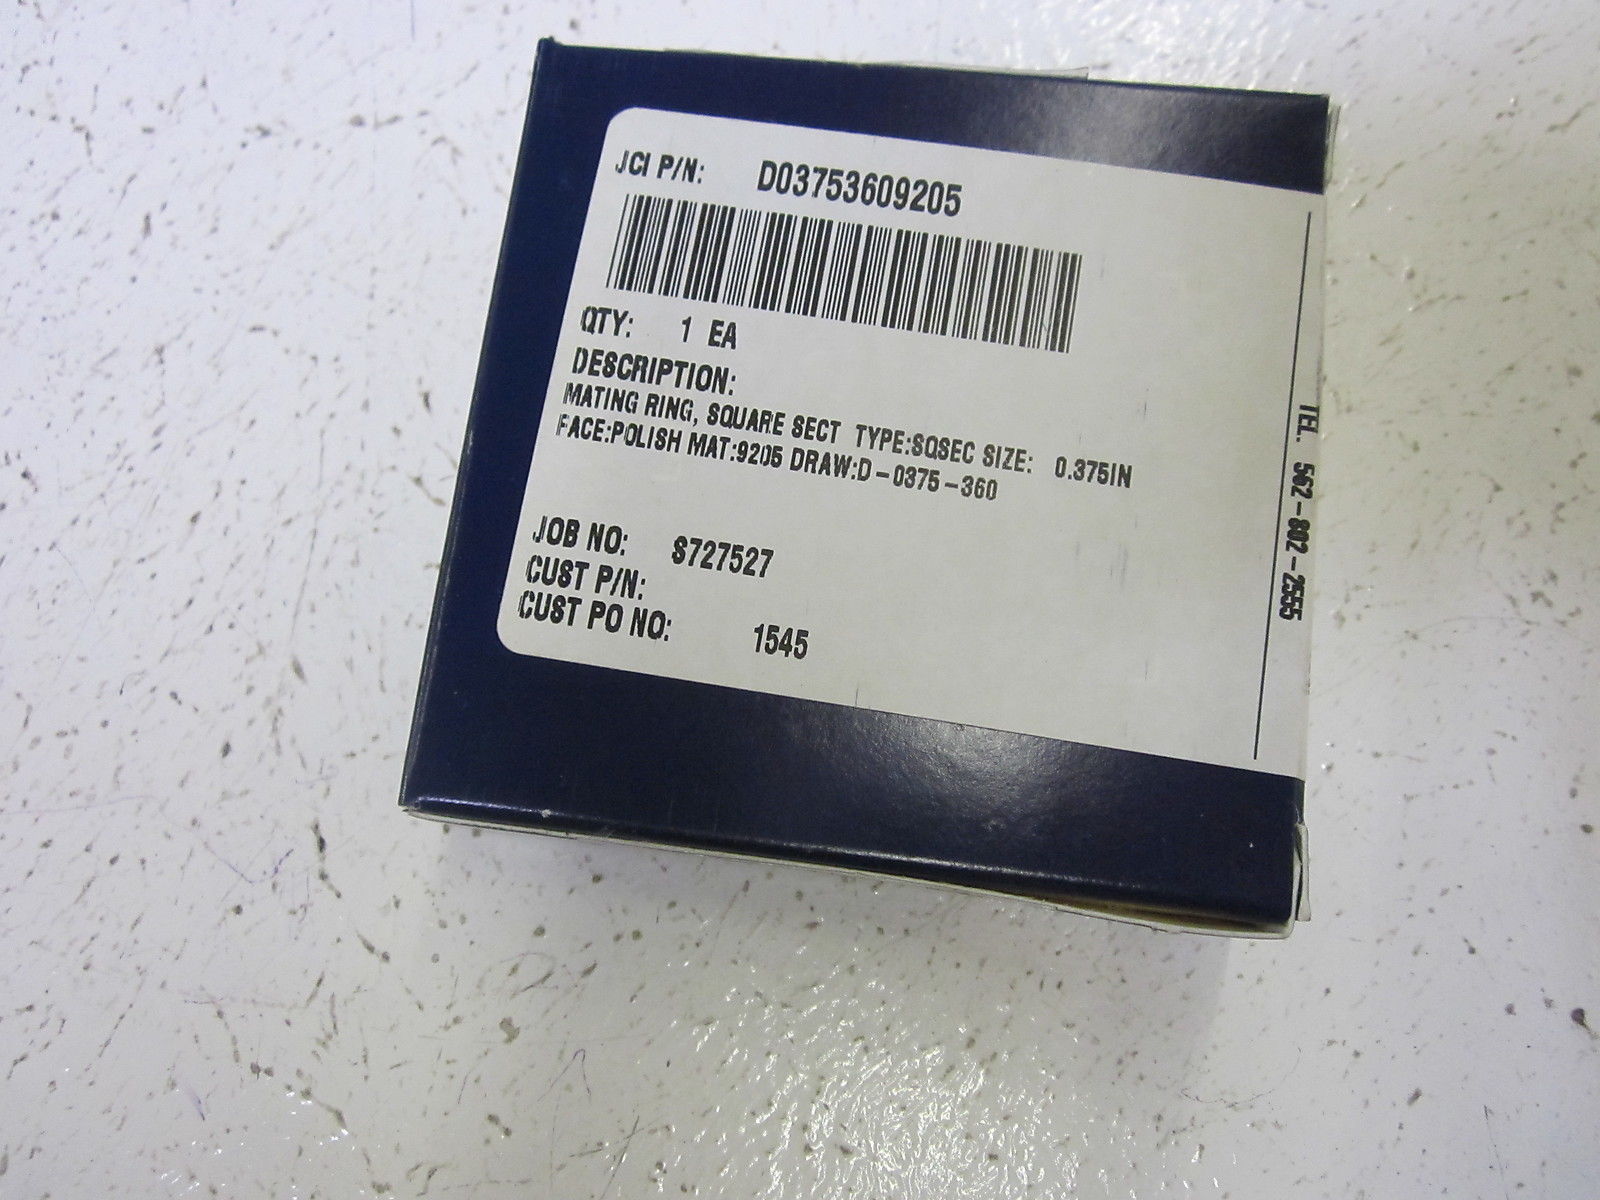 JCI P/N: D03753609205
QTY: 1 EA
DESCRIPTION:
MATING RING, SQUARE SECT TYPE:SQSEC SIZE: 0.375IN
FACE:POLISH MAT:9205 DRAW:D-0375-360
JOB NO: S727527
CUST P/N:
CUST PO NO: 1545
TEL. 562-802-2555